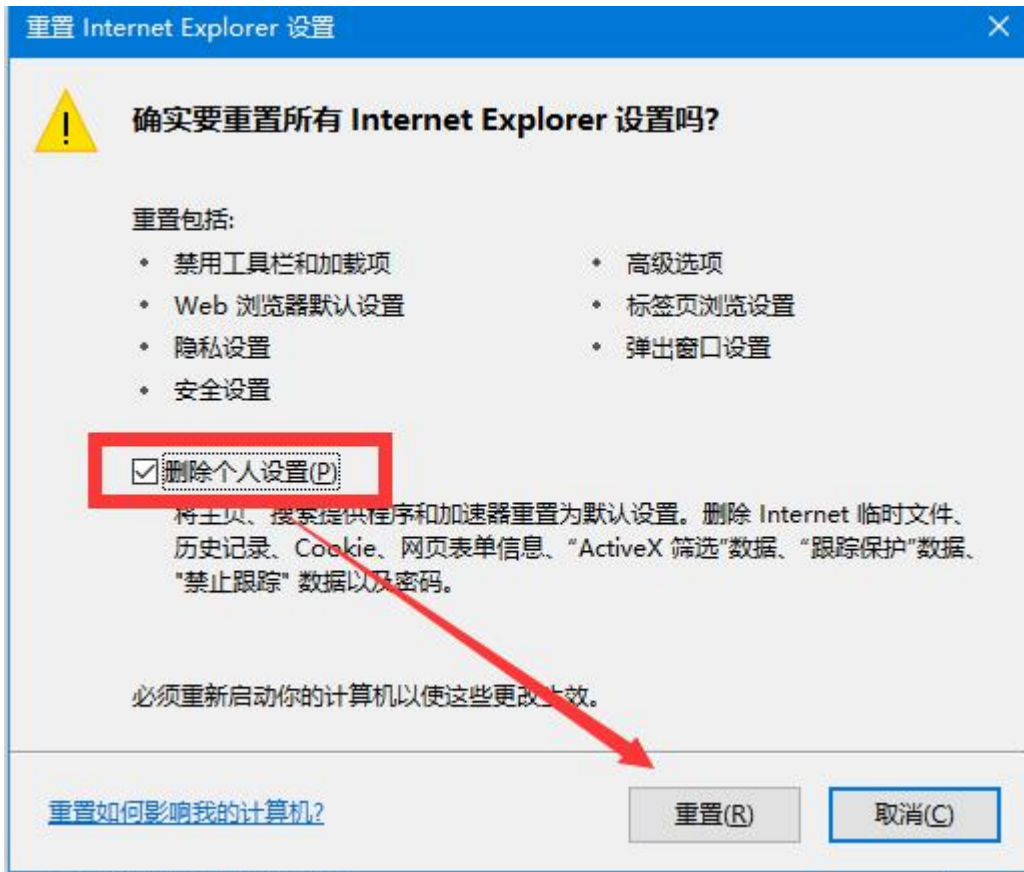 重置 Internet Explorer 设置
确实要重置所有 Internet Explorer 设置吗?
重置包括:
• 禁用工具栏和加载项
• Web 浏览器默认设置
• 隐私设置
• 安全设置
• 高级选项
• 标签页浏览设置
• 弹出窗口设置
删除个人设置(P)
将主页、搜索提供程序和加速器重置为默认设置。删除 Internet 临时文件、
历史记录、Cookie、网页表单信息、“ActiveX 筛选”数据、“跟踪保护”数据、
"禁止跟踪" 数据以及密码。
必须重新启动你的计算机以使这些更改生效。
重置如何影响我的计算机?
重置(R)
取消(C)